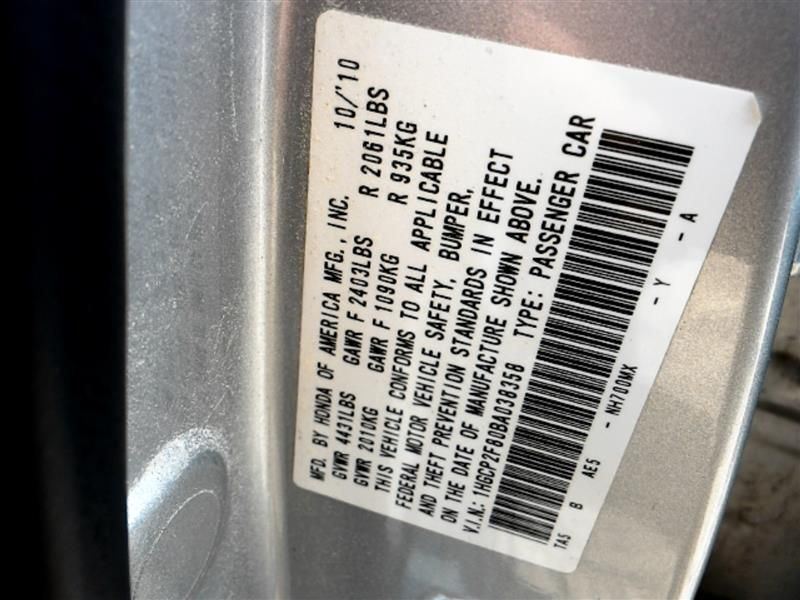 MFD. BY HONDA OF AMERICA MFG., INC. 10/'10
GVWR 4431LBS GAWR F 2403LBS R 2061LBS
GVWR 2010KG GAWR F 1090KG R 935KG
THIS VEHICLE CONFORMS TO ALL APPLICABLE
FEDERAL MOTOR VEHICLE SAFETY, BUMPER,
AND THEFT PREVENTION STANDARDS IN EFFECT
ON THE DATE OF MANUFACTURE SHOWN ABOVE.
V.I.N.: 1HGCP2F80BA038358 TYPE: PASSENGER CAR
TA5 B AE5 - NH700MX - Y - A